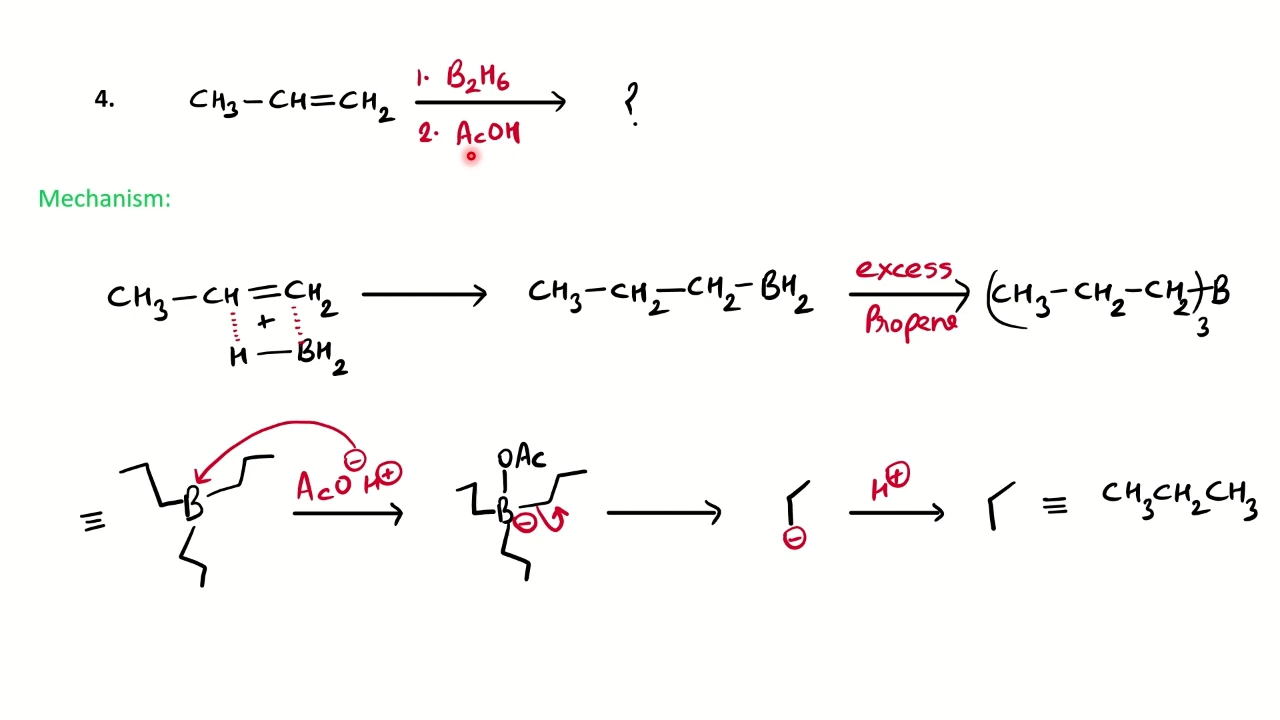 4. CH₃–CH=CH₂ 1. B₂H₆ 2. AcOH ?
Mechanism:
CH₃–CH=CH₂ + H–BH₂ CH₃–CH₂–CH₂–BH₂ excess Propene (CH₃–CH₂–CH₂)₃B
≡ B AcO⊖ H⊕ OAc B⊖ ⊖ H⊕ ≡ CH₃CH₂CH₃